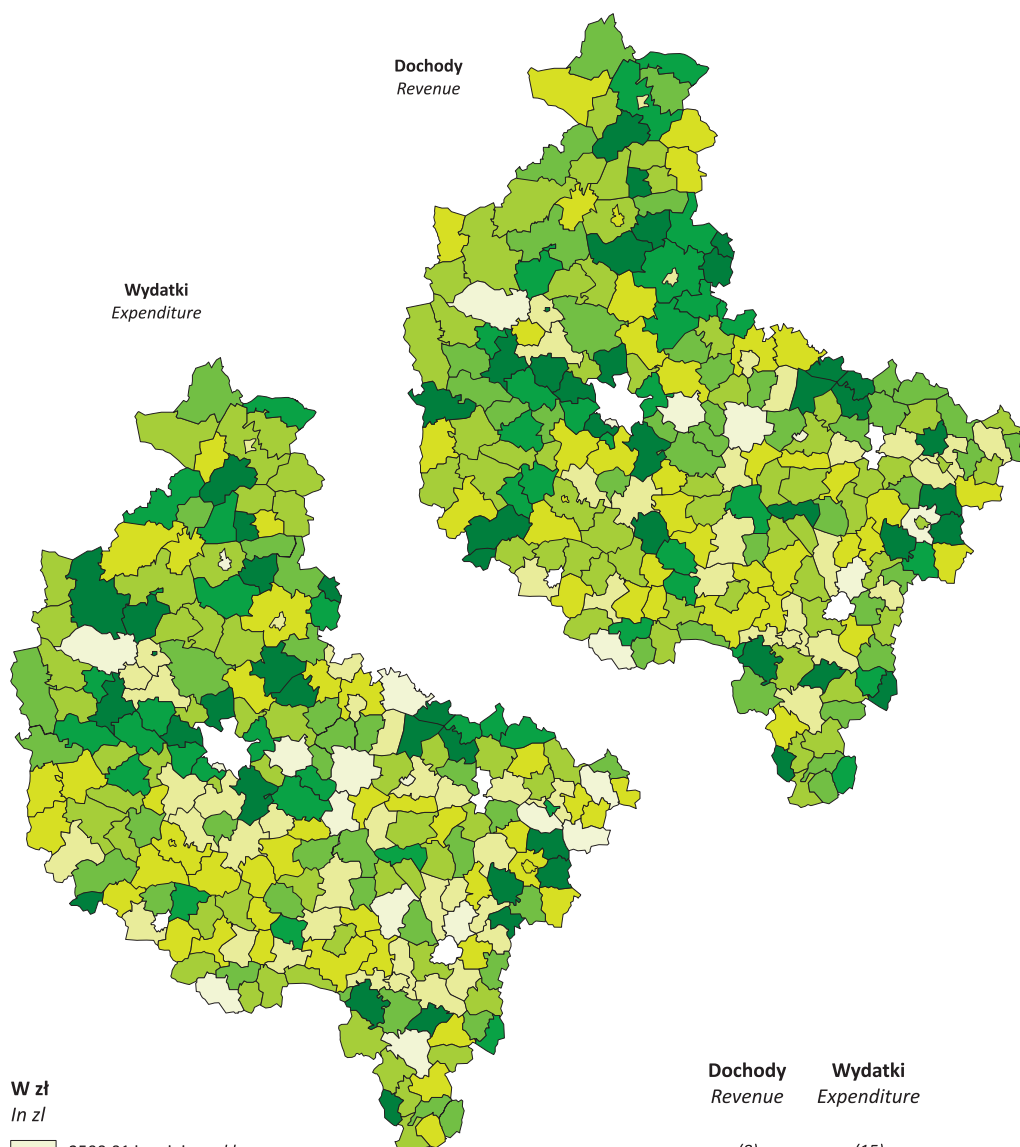 Dochody
Revenue
Wydatki
Expenditure
Dochody Wydatki
Revenue Expenditure
W zł
In zl